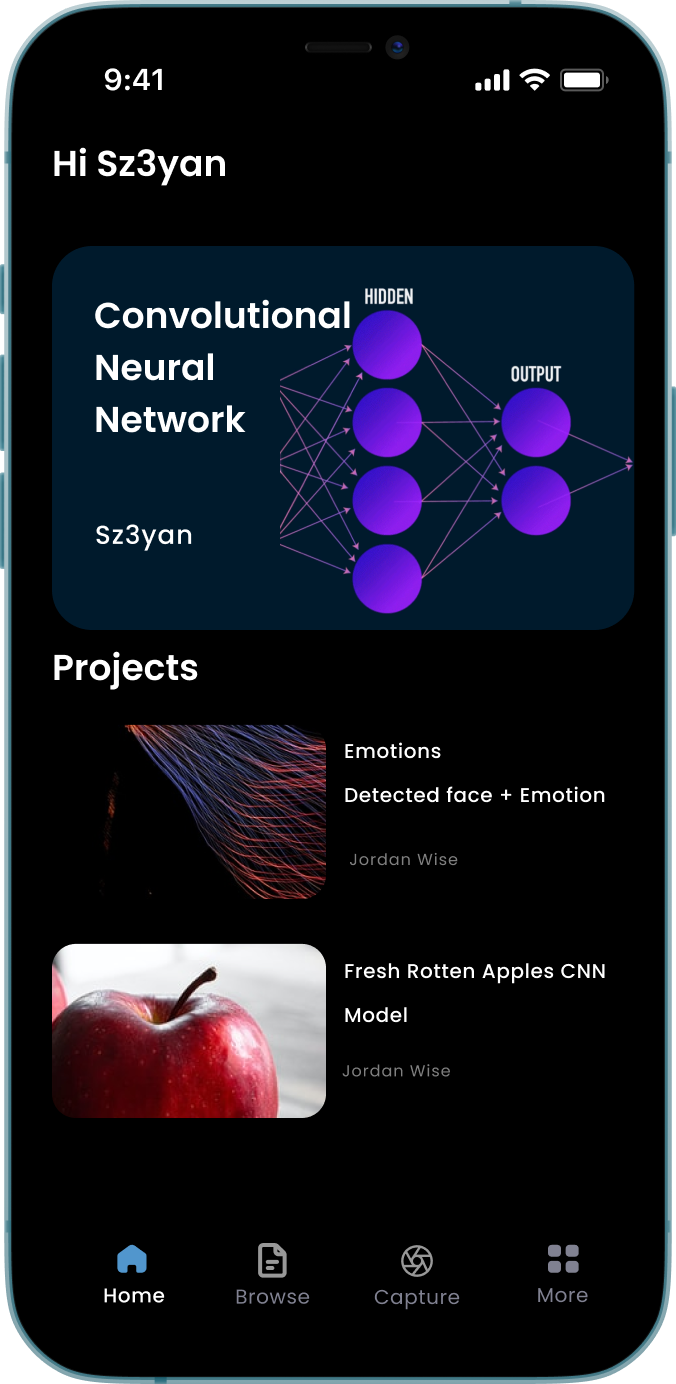 9:41
Hi Sz3yan
Convolutional
Neural
Network
HIDDEN
OUTPUT
Sz3yan
Projects
Emotions
Detected face + Emotion
Jordan Wise
Fresh Rotten Apples CNN
Model
Jordan Wise
Home
Browse
Capture
More